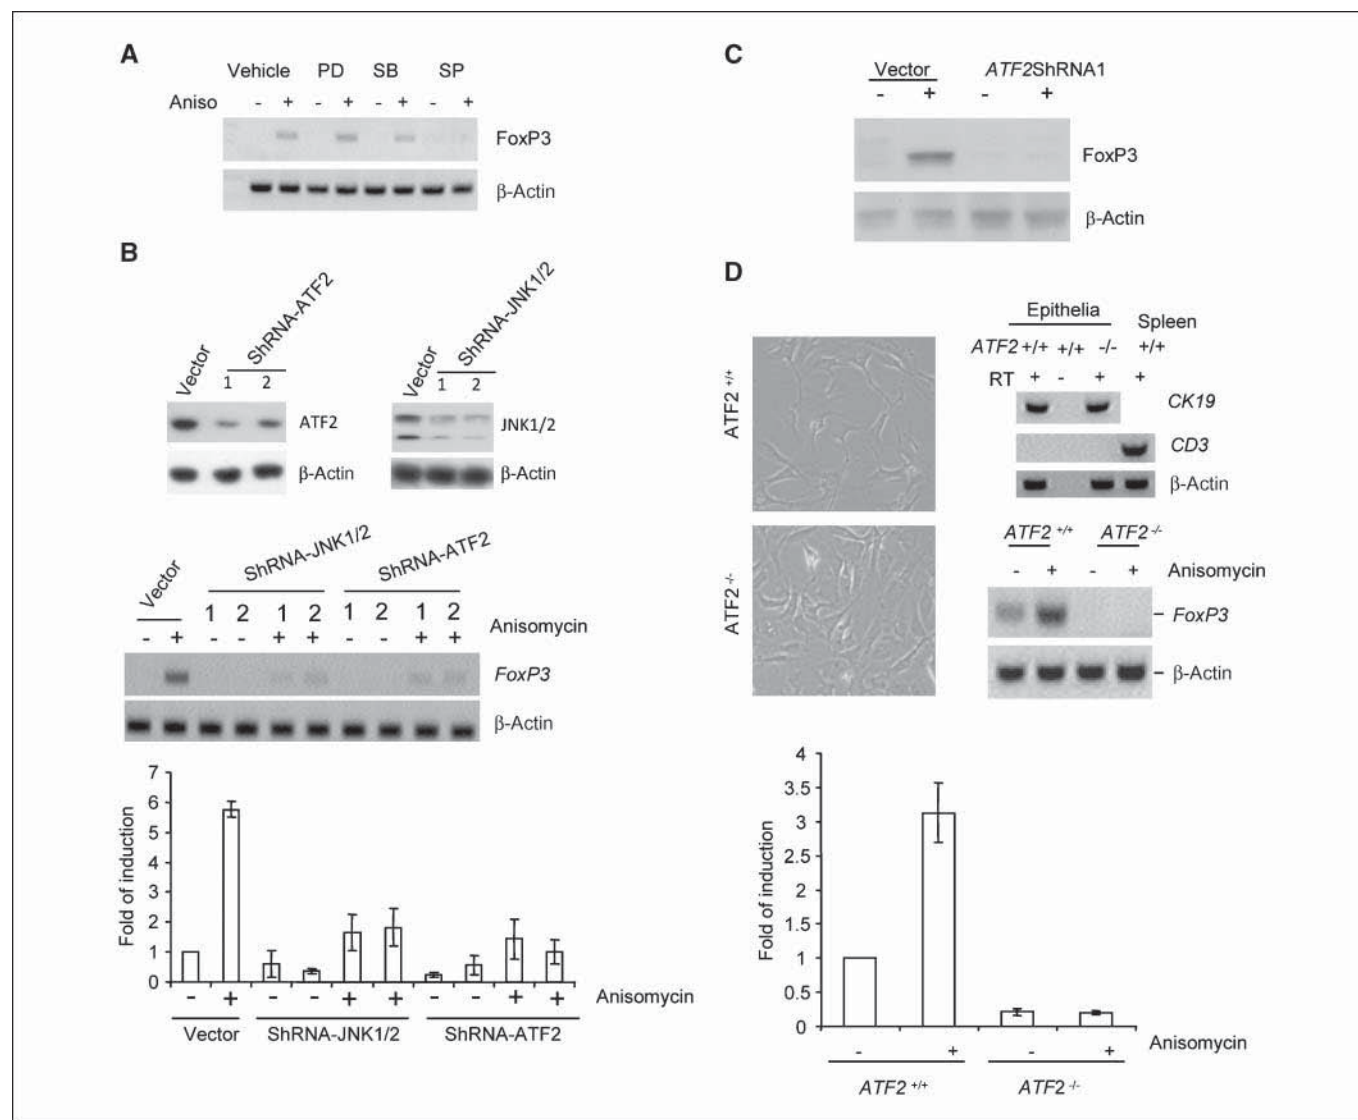 A
Vehicle PD SB SP
Aniso - + - + - + - +
FoxP3
β-Actin
B
Vector ShRNA-ATF2
1 2
ATF2
β-Actin
Vector ShRNA-JNK1/2
1 2
JNK1/2
β-Actin
Vector ShRNA-JNK1/2 ShRNA-ATF2
1 2 1 2 1 2 1 2
- + - - + + - - + + Anisomycin
FoxP3
β-Actin
Fold of induction
7
6
5
4
3
2
1
0
- + - - + + - - + + Anisomycin
Vector ShRNA-JNK1/2 ShRNA-ATF2
C
Vector ATF2ShRNA1
- + - +
FoxP3
β-Actin
D
ATF2 +/+
ATF2 -/-
Epithelia Spleen
ATF2 +/+ +/+ -/- +/+
RT + - + +
CK19
CD3
β-Actin
ATF2 +/+ ATF2 -/-
- + - + Anisomycin
– FoxP3
– β-Actin
Fold of induction
4
3.5
3
2.5
2
1.5
1
0.5
0
- + - + Anisomycin
ATF2 +/+ ATF2 -/-